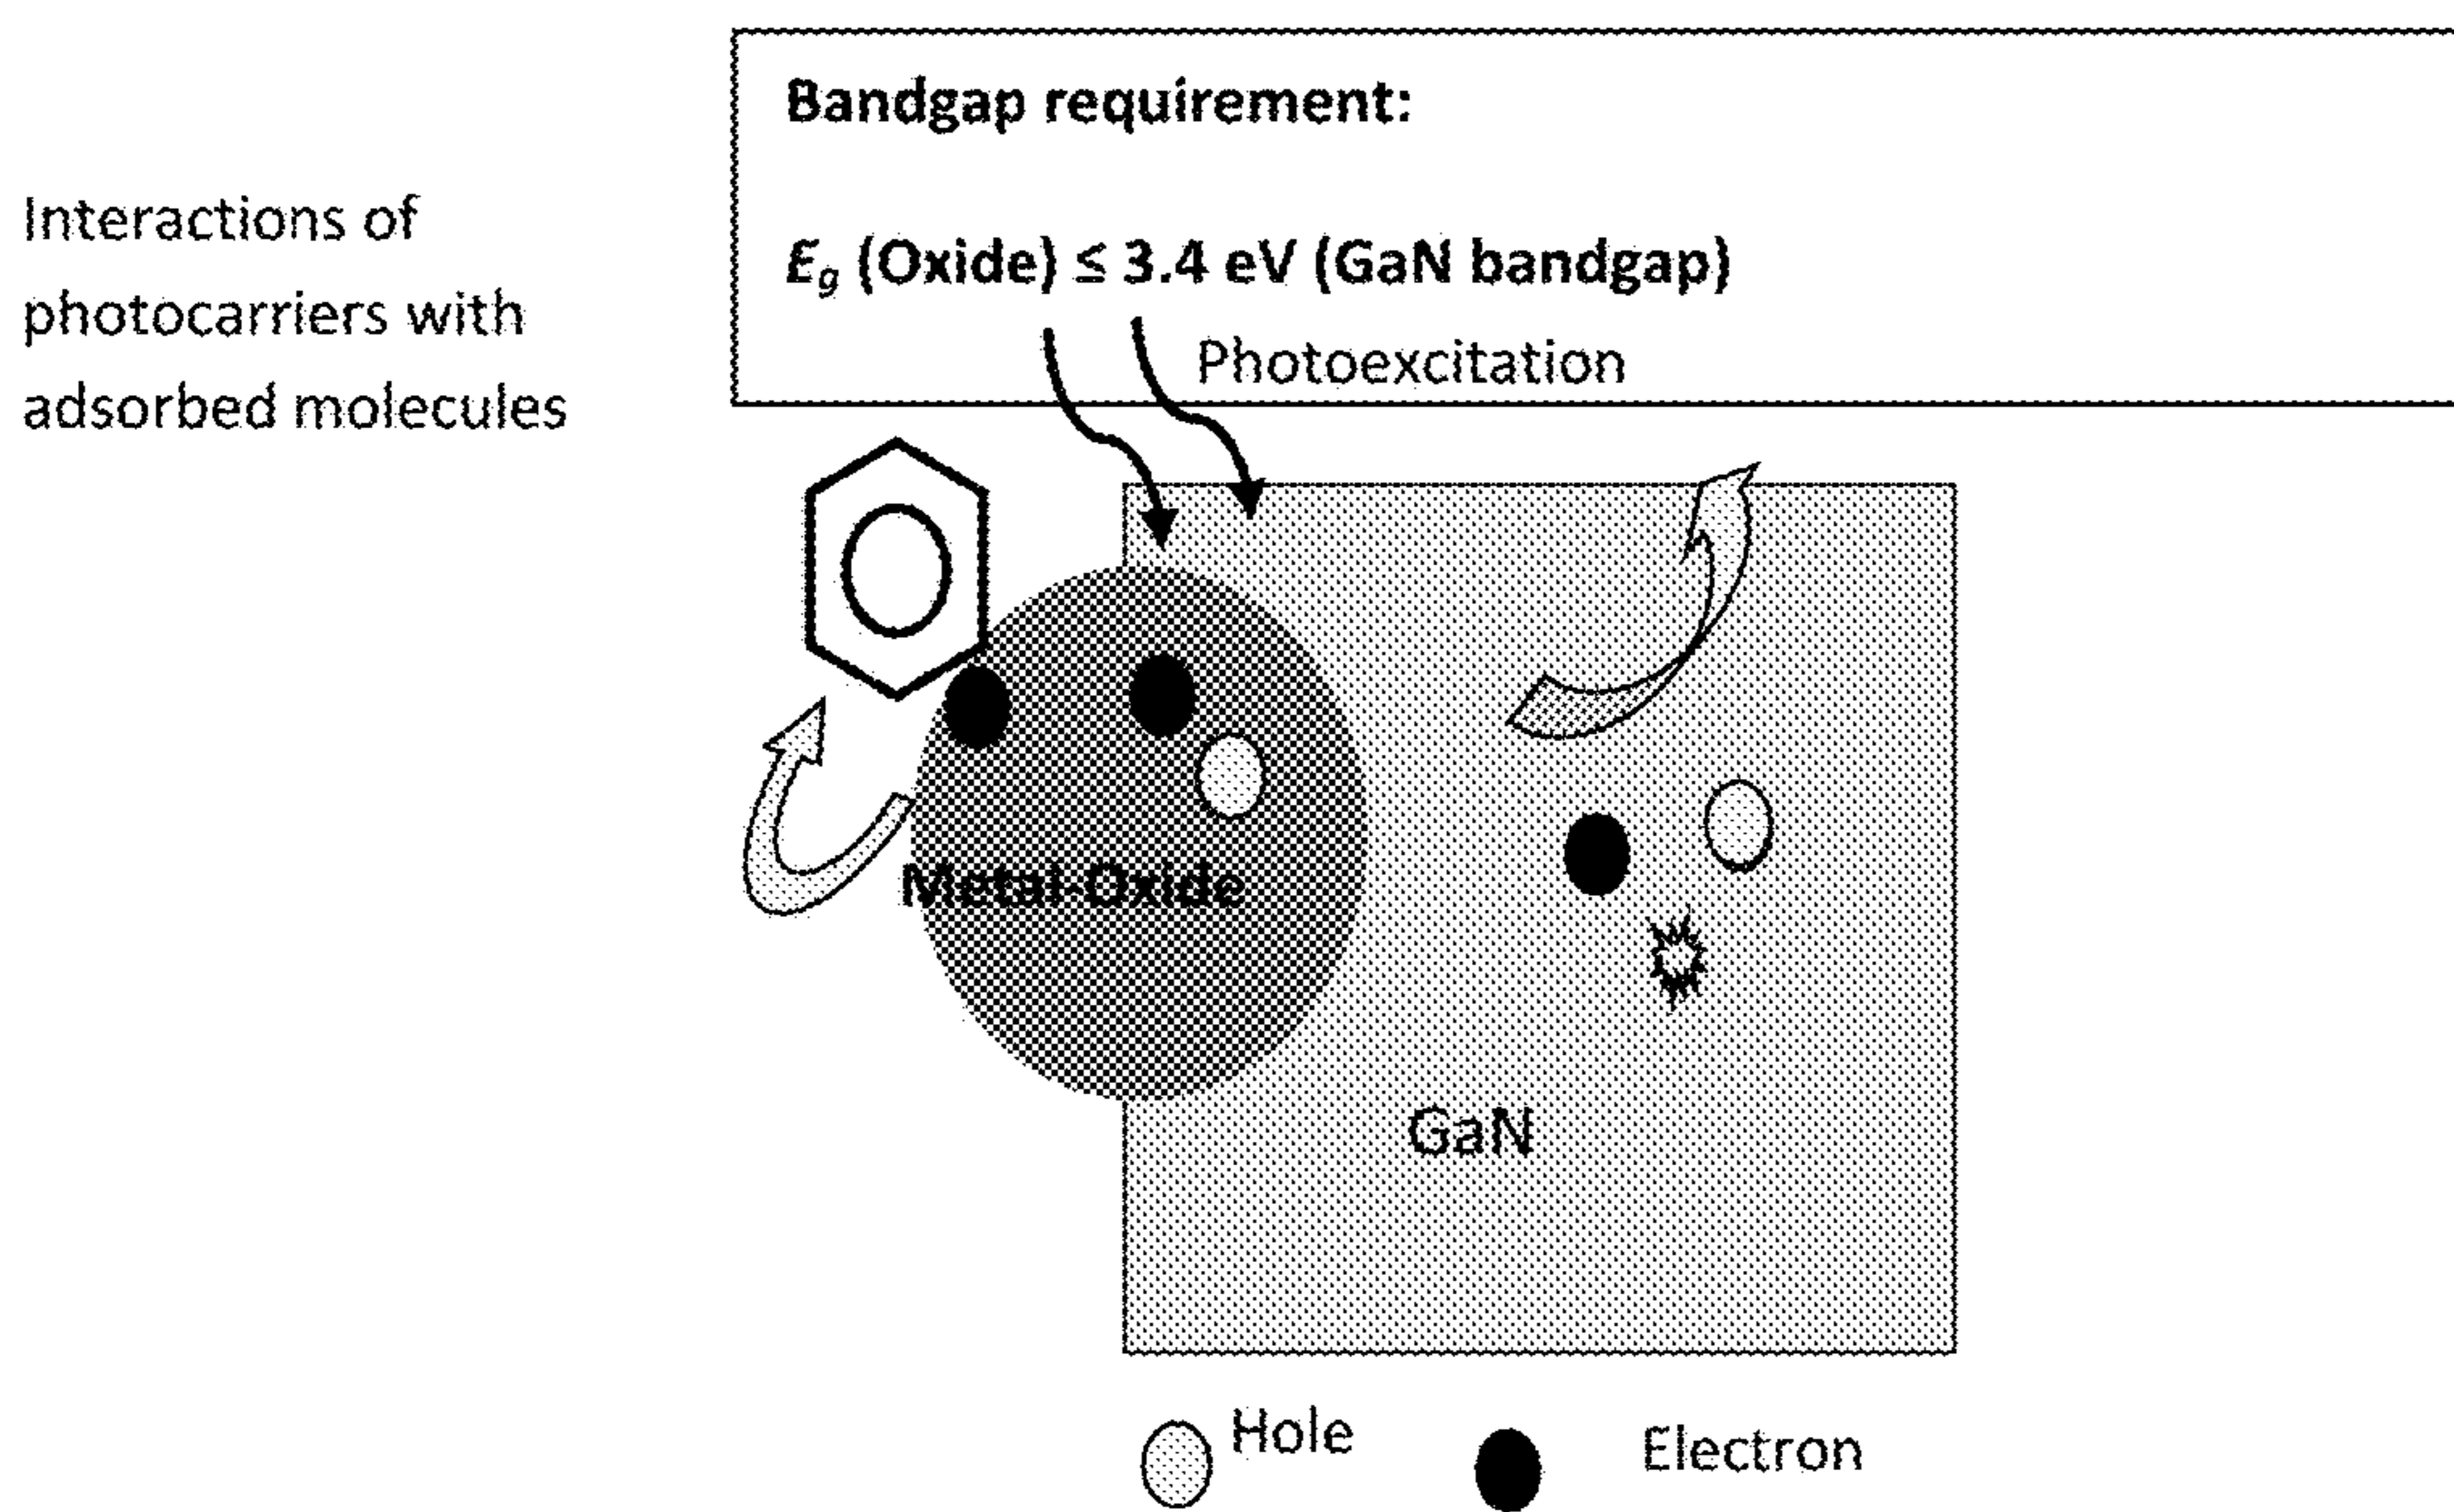 Bandgap requirement:
Interactions of
photocarriers with
adsorbed molecules
E_g (Oxide) ≤ 3.4 eV (GaN bandgap)
Photoexcitation
Metal-Oxide
GaN
Hole
Electron